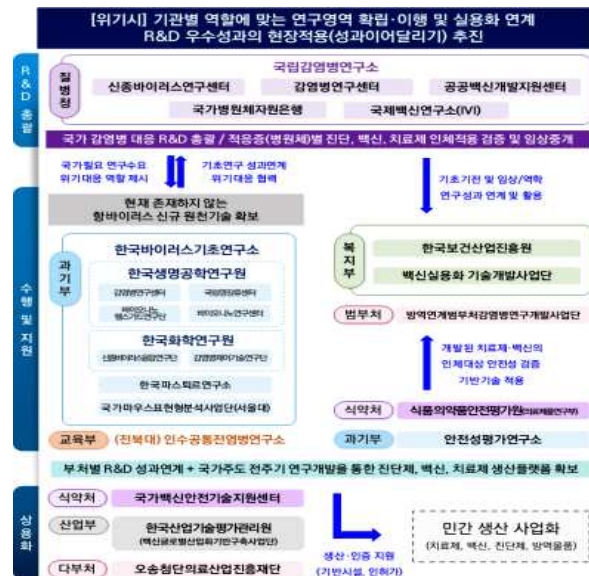 [위기시] 기관별 역할에 맞는 연구영역 확립·이행 및 실용화 연계
R&D 우수성과의 현장적용(성과이어달리기) 추진
R&D 총괄
질병청
국립감염병연구소
신종바이러스연구센터
감염병연구센터
공공백신개발지원센터
국가병원체자원은행
국제백신연구소(IVI)
국가 감염병 대응 R&D 총괄 / 적응증(병원체)별 진단, 백신, 치료제 인체적용 검증 및 임상중개
국가필요 연구수요
위기대응 역할 제시
기초연구 성과연계
위기대응 협력
기초기전 및 임상/역학
연구성과 연계 및 활용
현재 존재하지 않는
항바이러스 신규 원천기술 확보
수행 및 지원
과기부
한국바이러스기초연구소
한국생명공학연구원
감염병연구센터
국립영장류센터
바이오나노
헬스가드연구단
바이오나노연구센터
한국화학연구원
신종바이러스융합연구단
감염병제어기술연구단
한국파스퇴르연구소
국가마우스표현형분석사업단(서울대)
교육부
(전북대) 인수공통전염병연구소
복지부
한국보건산업진흥원
백신실용화 기술개발사업단
범부처
방역연계범부처감염병연구개발사업단
개발된 치료제·백신의
인체대상 안전성 검증
기반기술 적용
식약처
식품의약품안전평가원(의료제품연구부)
과기부
안전성평가연구소
부처별 R&D 성과연계 + 국가주도 전주기 연구개발을 통한 진단제, 백신, 치료제 생산플랫폼 확보
상용화
식약처
국가백신안전기술지원센터
산업부
한국산업기술평가관리원
(백신글로벌산업화기반구축사업단)
다부처
오송첨단의료산업진흥재단
생산·인증 지원
(기반시설, 인허가)
민간 생산 사업화
(치료제, 백신, 진단제, 방역물품)